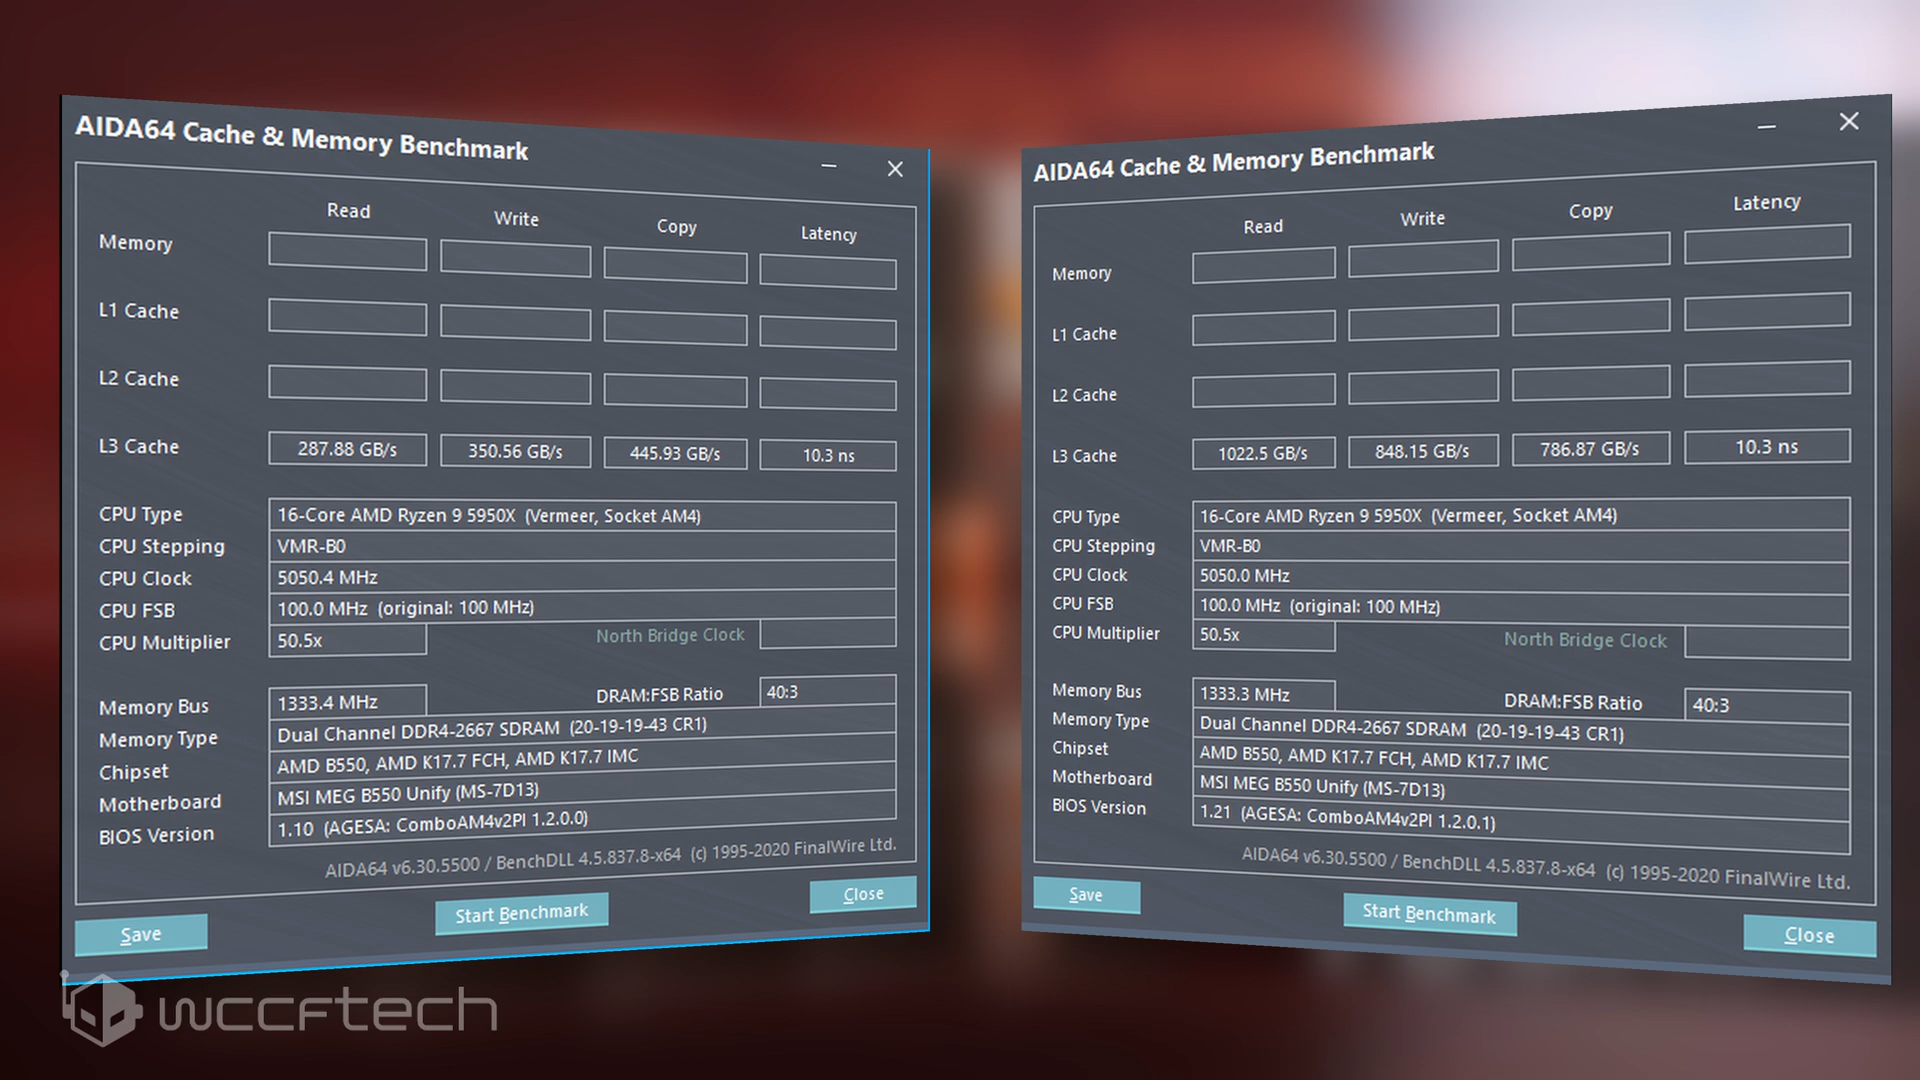 AIDA64 Cache & Memory Benchmark
Read Write Copy Latency
Memory
L1 Cache
L2 Cache
L3 Cache 287.88 GB/s 350.56 GB/s 445.93 GB/s 10.3 ns
CPU Type 16-Core AMD Ryzen 9 5950X (Vermeer, Socket AM4)
CPU Stepping VMR-B0
CPU Clock 5050.4 MHz
CPU FSB 100.0 MHz (original: 100 MHz)
CPU Multiplier 50.5x North Bridge Clock
Memory Bus 1333.4 MHz DRAM:FSB Ratio 40:3
Memory Type Dual Channel DDR4-2667 SDRAM (20-19-19-43 CR1)
Chipset AMD B550, AMD K17.7 FCH, AMD K17.7 IMC
Motherboard MSI MEG B550 Unify (MS-7D13)
BIOS Version 1.10 (AGESA: ComboAM4v2PI 1.2.0.0)
AIDA64 v6.30.5500 / BenchDLL 4.5.837.8-x64 (c) 1995-2020 FinalWire Ltd.
Save Start Benchmark Close
AIDA64 Cache & Memory Benchmark
Read Write Copy Latency
Memory
L1 Cache
L2 Cache
L3 Cache 1022.5 GB/s 848.15 GB/s 786.87 GB/s 10.3 ns
CPU Type 16-Core AMD Ryzen 9 5950X (Vermeer, Socket AM4)
CPU Stepping VMR-B0
CPU Clock 5050.0 MHz
CPU FSB 100.0 MHz (original: 100 MHz)
CPU Multiplier 50.5x North Bridge Clock
Memory Bus 1333.3 MHz DRAM:FSB Ratio 40:3
Memory Type Dual Channel DDR4-2667 SDRAM (20-19-19-43 CR1)
Chipset AMD B550, AMD K17.7 FCH, AMD K17.7 IMC
Motherboard MSI MEG B550 Unify (MS-7D13)
BIOS Version 1.21 (AGESA: ComboAM4v2PI 1.2.0.1)
AIDA64 v6.30.5500 / BenchDLL 4.5.837.8-x64 (c) 1995-2020 FinalWire Ltd.
Save Start Benchmark Close
wccftech